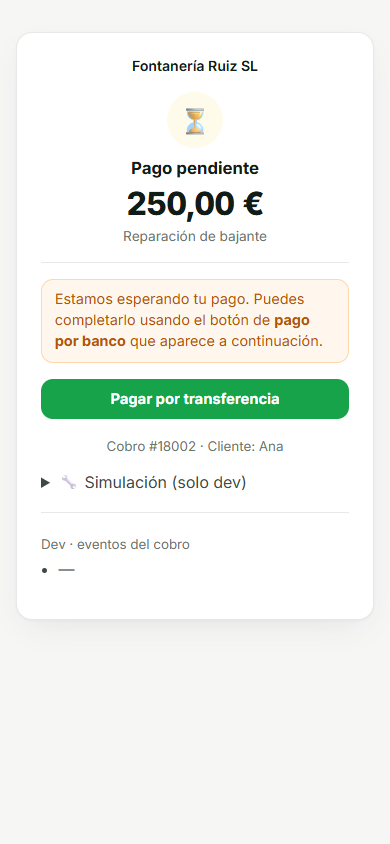 Fontanería Ruiz SL
Pago pendiente
250,00 €
Reparación de bajante
Estamos esperando tu pago. Puedes
completarlo usando el botón de pago
por banco que aparece a continuación.
Pagar por transferencia
Cobro #18002 · Cliente: Ana
Simulación (solo dev)
Dev · eventos del cobro
• —